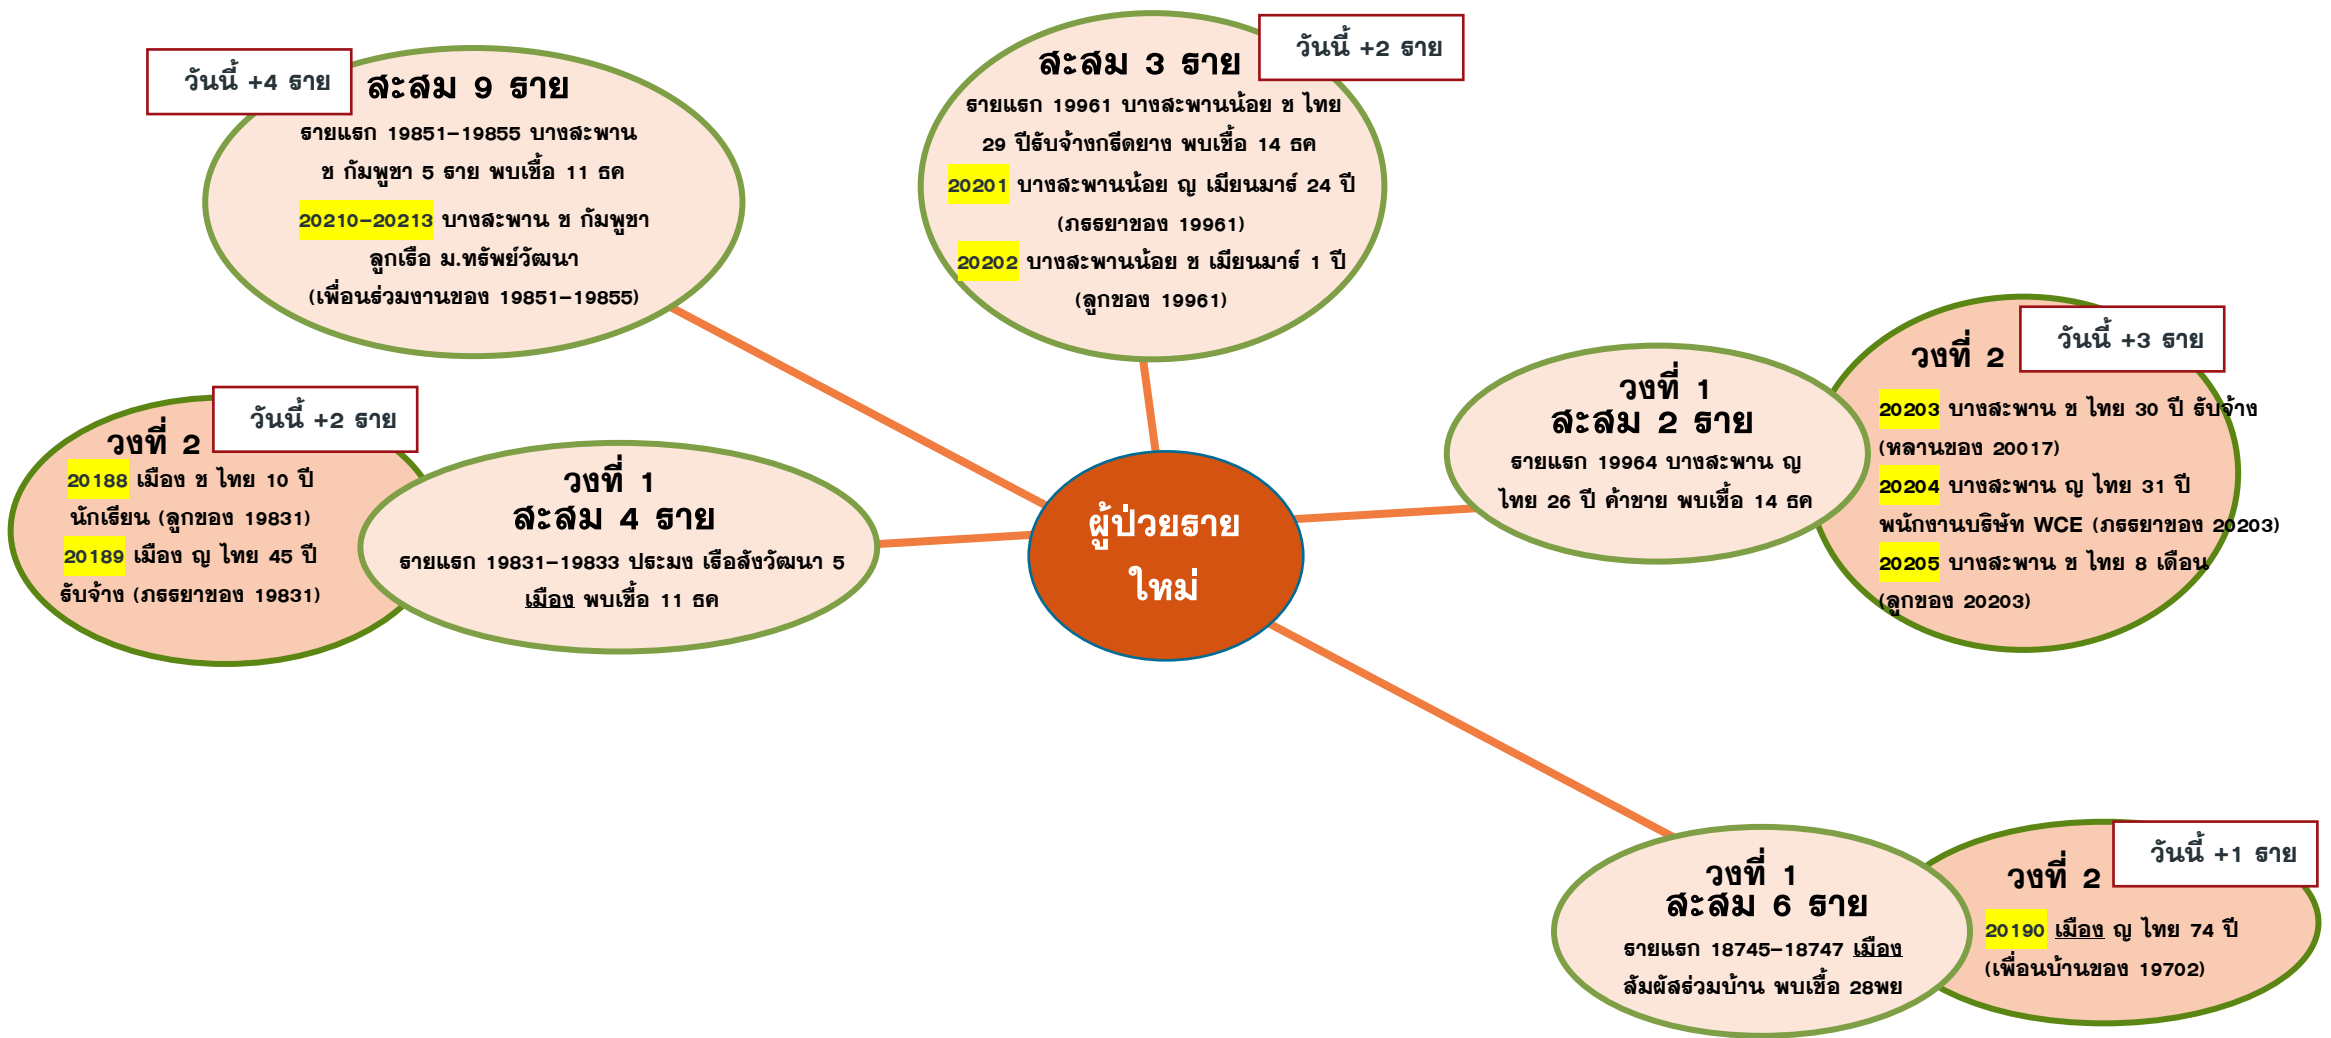 วันนี้ +4 ราย
สะสม 9 ราย
รายแรก 19851-19855 บางสะพาน
ช กัมพูชา 5 ราย พบเชื้อ 11 ธค
20210-20213 บางสะพาน ช กัมพูชา
ลูกเรือ ม.ทรัพย์วัฒนา
(เพื่อนร่วมงานของ 19851-19855)
วันนี้ +2 ราย
สะสม 3 ราย
รายแรก 19961 บางสะพานน้อย ช ไทย
29 ปีรับจ้างกรีดยาง พบเชื้อ 14 ธค
20201 บางสะพานน้อย ญ เมียนมาร์ 24 ปี
(ภรรยาของ 19961)
20202 บางสะพานน้อย ช เมียนมาร์ 1 ปี
(ลูกของ 19961)
วันนี้ +2 ราย
วงที่ 2
20188 เมือง ช ไทย 10 ปี
นักเรียน (ลูกของ 19831)
20189 เมือง ญ ไทย 45 ปี
รับจ้าง (ภรรยาของ 19831)
วงที่ 1
สะสม 4 ราย
รายแรก 19831-19833 ประมง เรือสังวัฒนา 5
เมือง พบเชื้อ 11 ธค
ผู้ป่วยราย
ใหม่
วงที่ 1
สะสม 2 ราย
รายแรก 19964 บางสะพาน ญ
ไทย 26 ปี ค้าขาย พบเชื้อ 14 ธค
วันนี้ +3 ราย
วงที่ 2
20203 บางสะพาน ช ไทย 30 ปี รับจ้าง
(หลานของ 20017)
20204 บางสะพาน ญ ไทย 31 ปี
พนักงานบริษัท WCE (ภรรยาของ 20203)
20205 บางสะพาน ช ไทย 8 เดือน
(ลูกของ 20203)
วงที่ 1
สะสม 6 ราย
รายแรก 18745-18747 เมือง
สัมผัสร่วมบ้าน พบเชื้อ 28พย
วันนี้ +1 ราย
วงที่ 2
20190 เมือง ญ ไทย 74 ปี
(เพื่อนบ้านของ 19702)